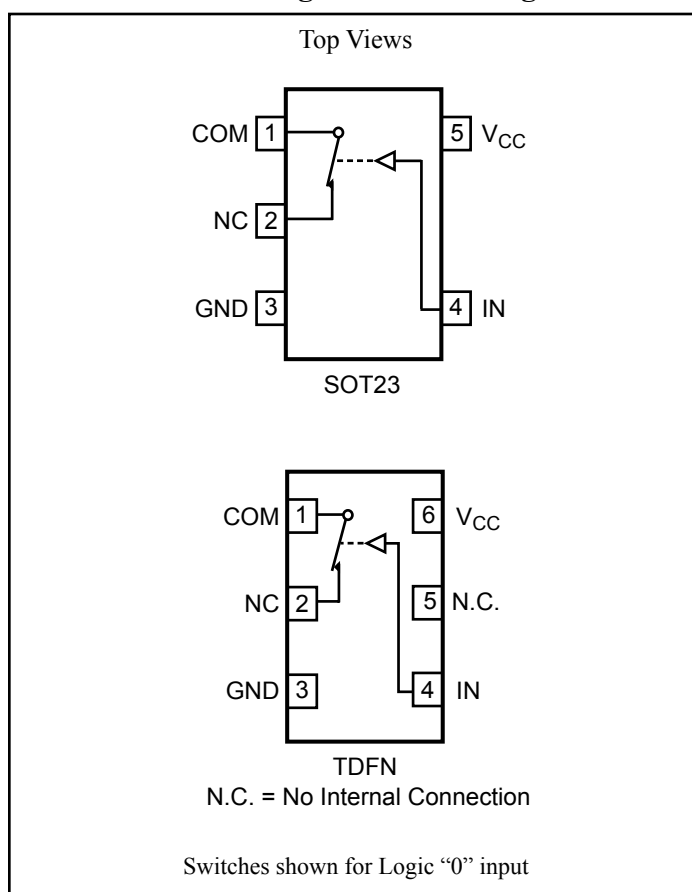 Top Views
COM 1
5 VCC
NC 2
GND 3
4 IN
SOT23
COM 1
6 VCC
NC 2
5 N.C.
GND 3
4 IN
TDFN
N.C. = No Internal Connection
Switches shown for Logic “0” input